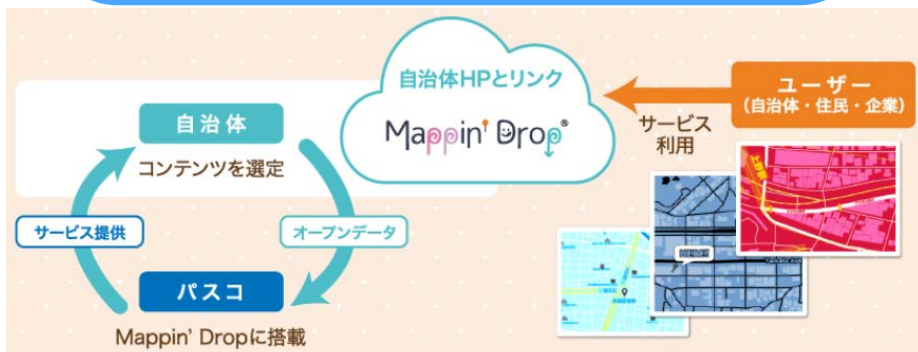 自治体HPとリンク
Mappin' Drop®
ユーザー
(自治体・住民・企業)
サービス
利用
自治体
コンテンツを選定
サービス提供
オープンデータ
パスコ
Mappin' Dropに搭載